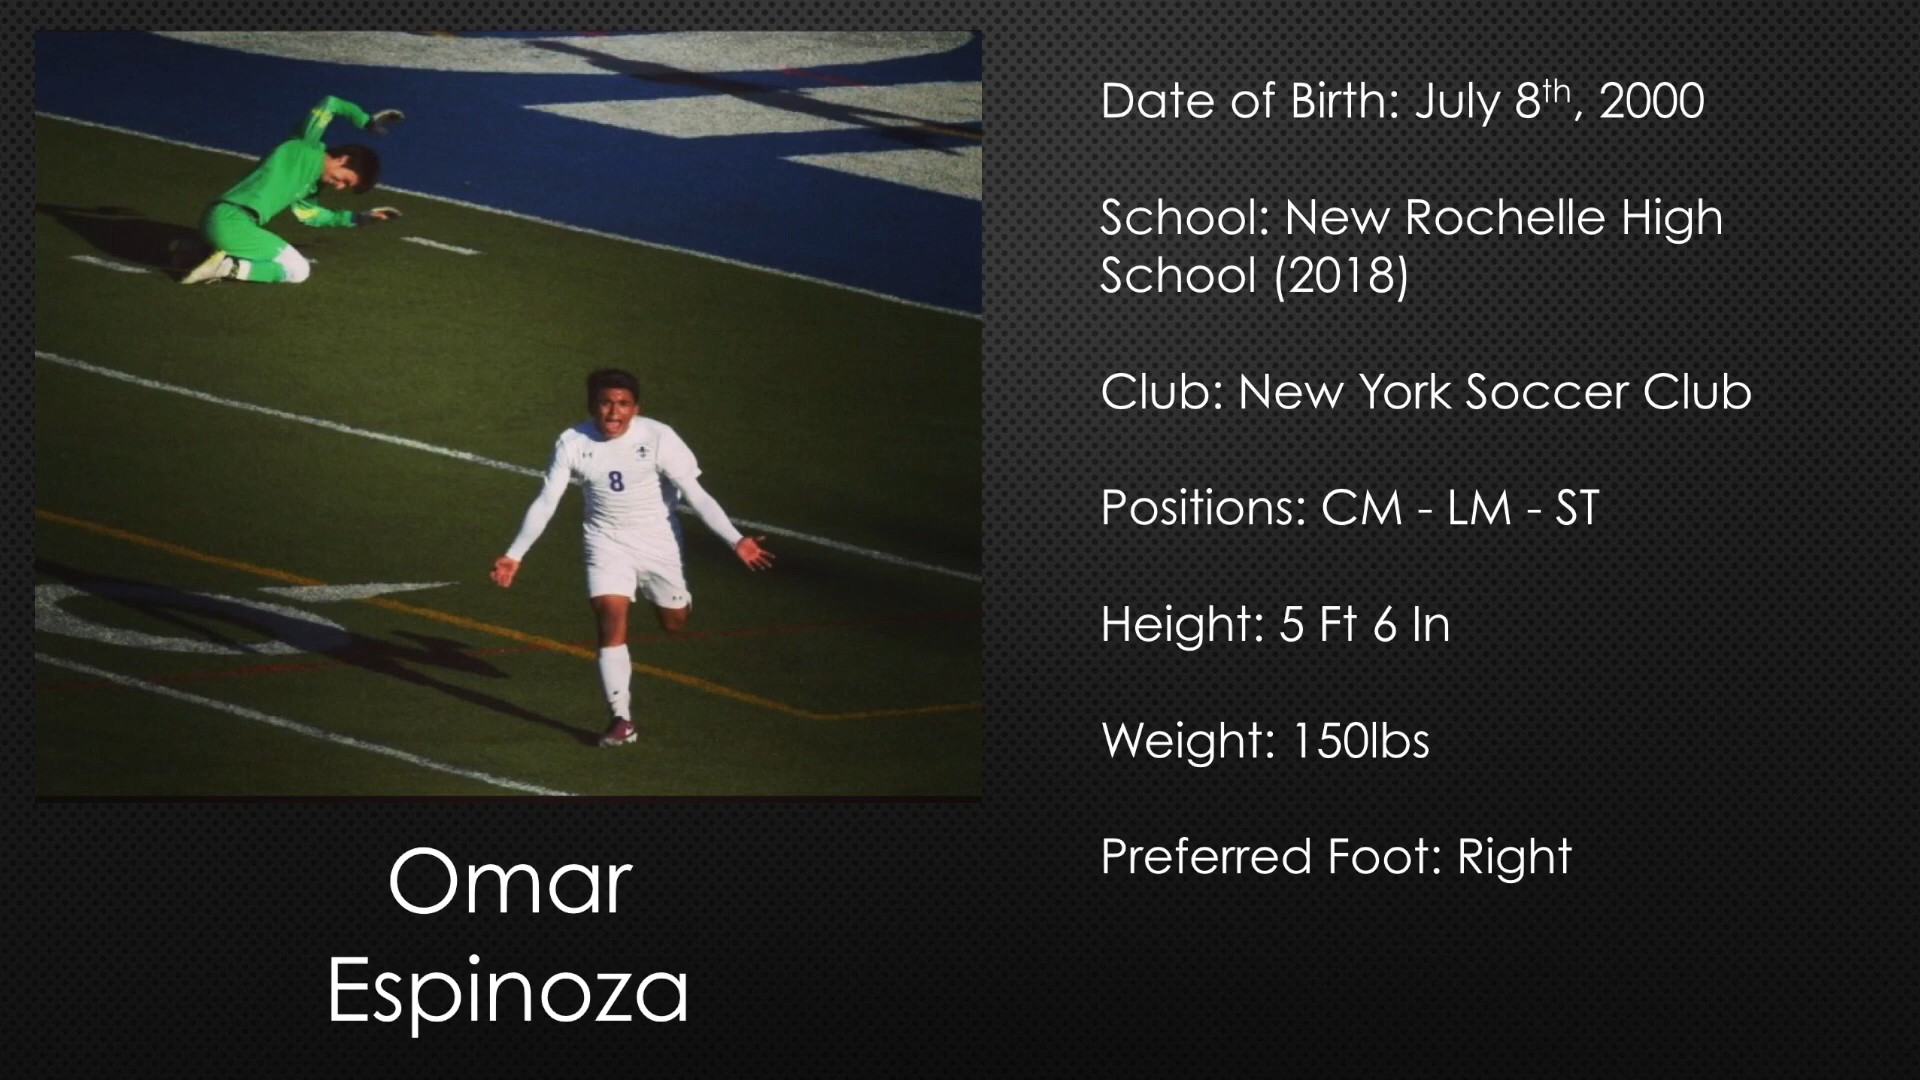 8
Omar
Espinoza
Date of Birth: July 8th, 2000
School: New Rochelle High
School (2018)
Club: New York Soccer Club
Positions: CM - LM - ST
Height: 5 Ft 6 In
Weight: 150lbs
Preferred Foot: Right